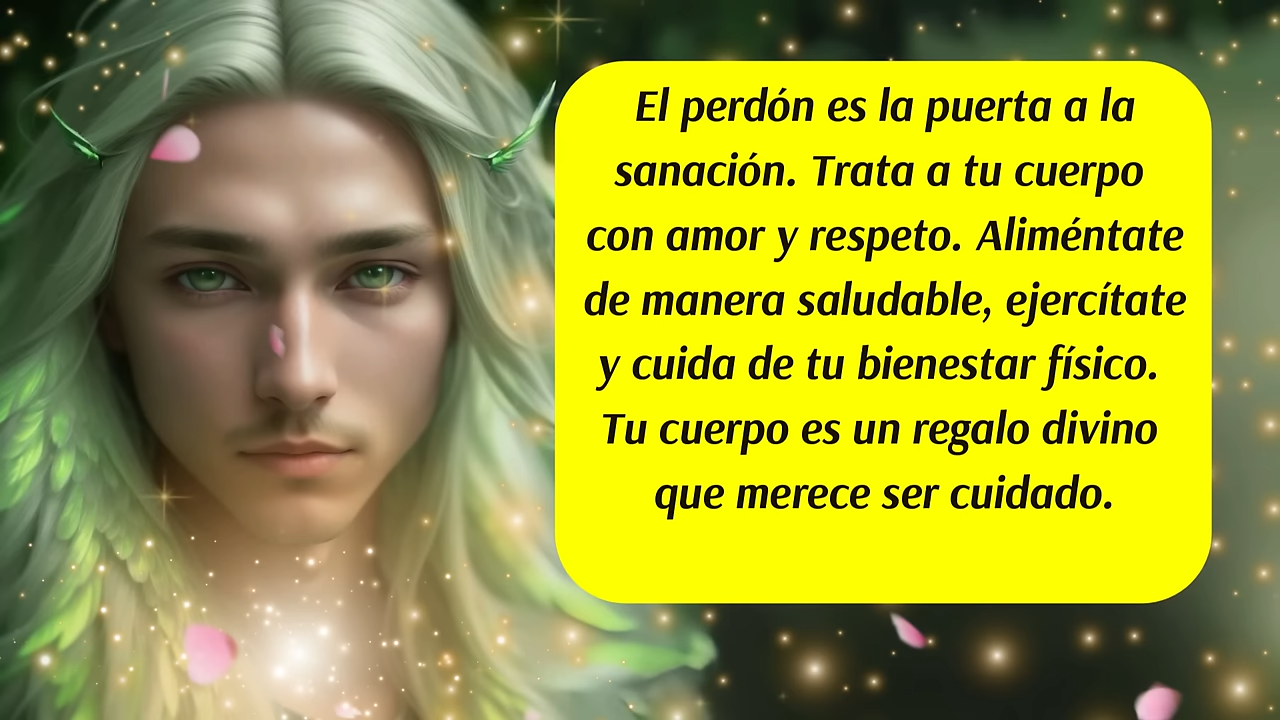 El perdón es la puerta a la
sanación. Trata a tu cuerpo
con amor y respeto. Aliméntate
de manera saludable, ejercítate
y cuida de tu bienestar físico.
Tu cuerpo es un regalo divino
que merece ser cuidado.